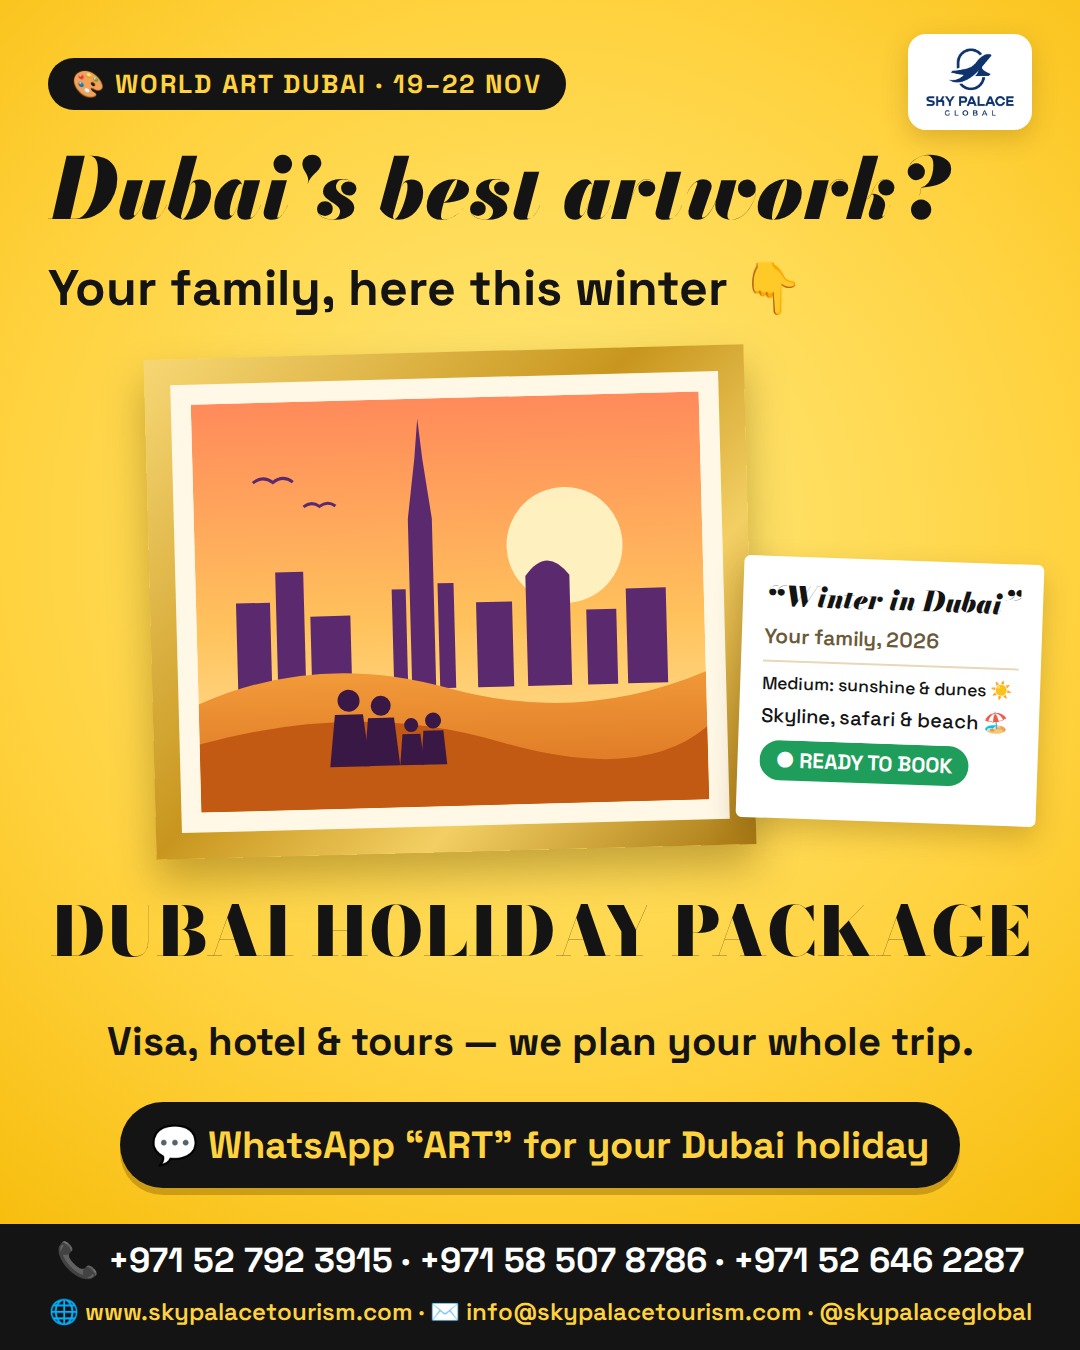 🎨 WORLD ART DUBAI · 19–22 NOV
SKY PALACE
GLOBAL
Dubai’s best artwork?
Your family, here this winter 👇
“Winter in Dubai”
Your family, 2026
Medium: sunshine & dunes ☀️
Skyline, safari & beach 🏖️
READY TO BOOK
DUBAI HOLIDAY PACKAGE
Visa, hotel & tours — we plan your whole trip.
💬 WhatsApp “ART” for your Dubai holiday
📞 +971 52 792 3915 · +971 58 507 8786 · +971 52 646 2287
🌐 www.skypalacetourism.com · ✉️ info@skypalacetourism.com · @skypalaceglobal